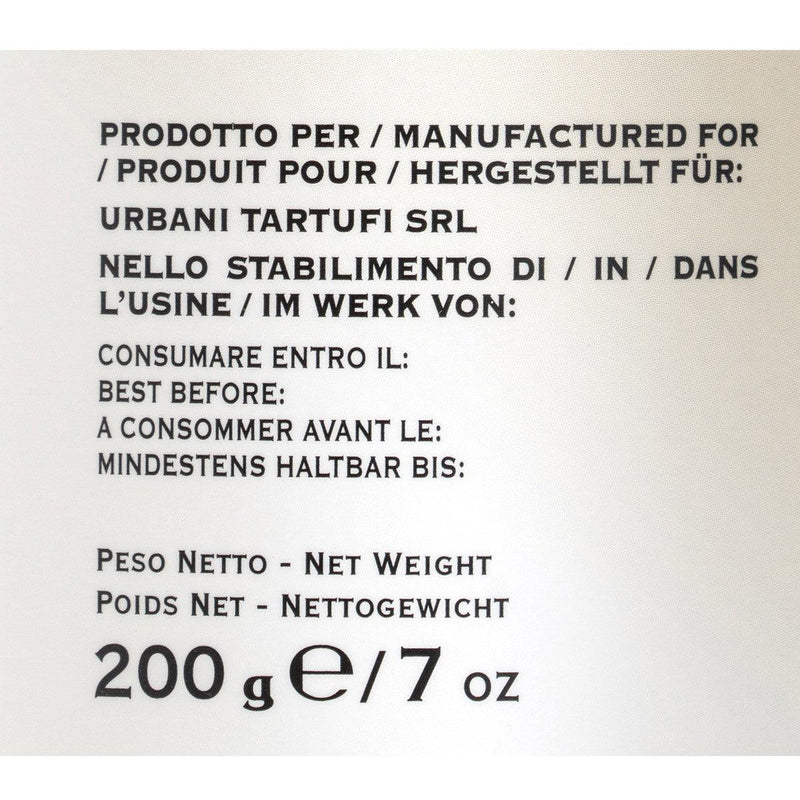 PRODOTTO PER / MANUFACTURED FOR
/ PRODUIT POUR / HERGESTELLT FÜR:
URBANI TARTUFI SRL
NELLO STABILIMENTO DI / IN / DANS
L'USINE / IM WERK VON:
CONSUMARE ENTRO IL:
BEST BEFORE:
A CONSOMMER AVANT LE:
MINDESTENS HALTBAR BIS:
PESO NETTO - NET WEIGHT
POIDS NET - NETTOGEWICHT
200 g ℮ / 7 oz